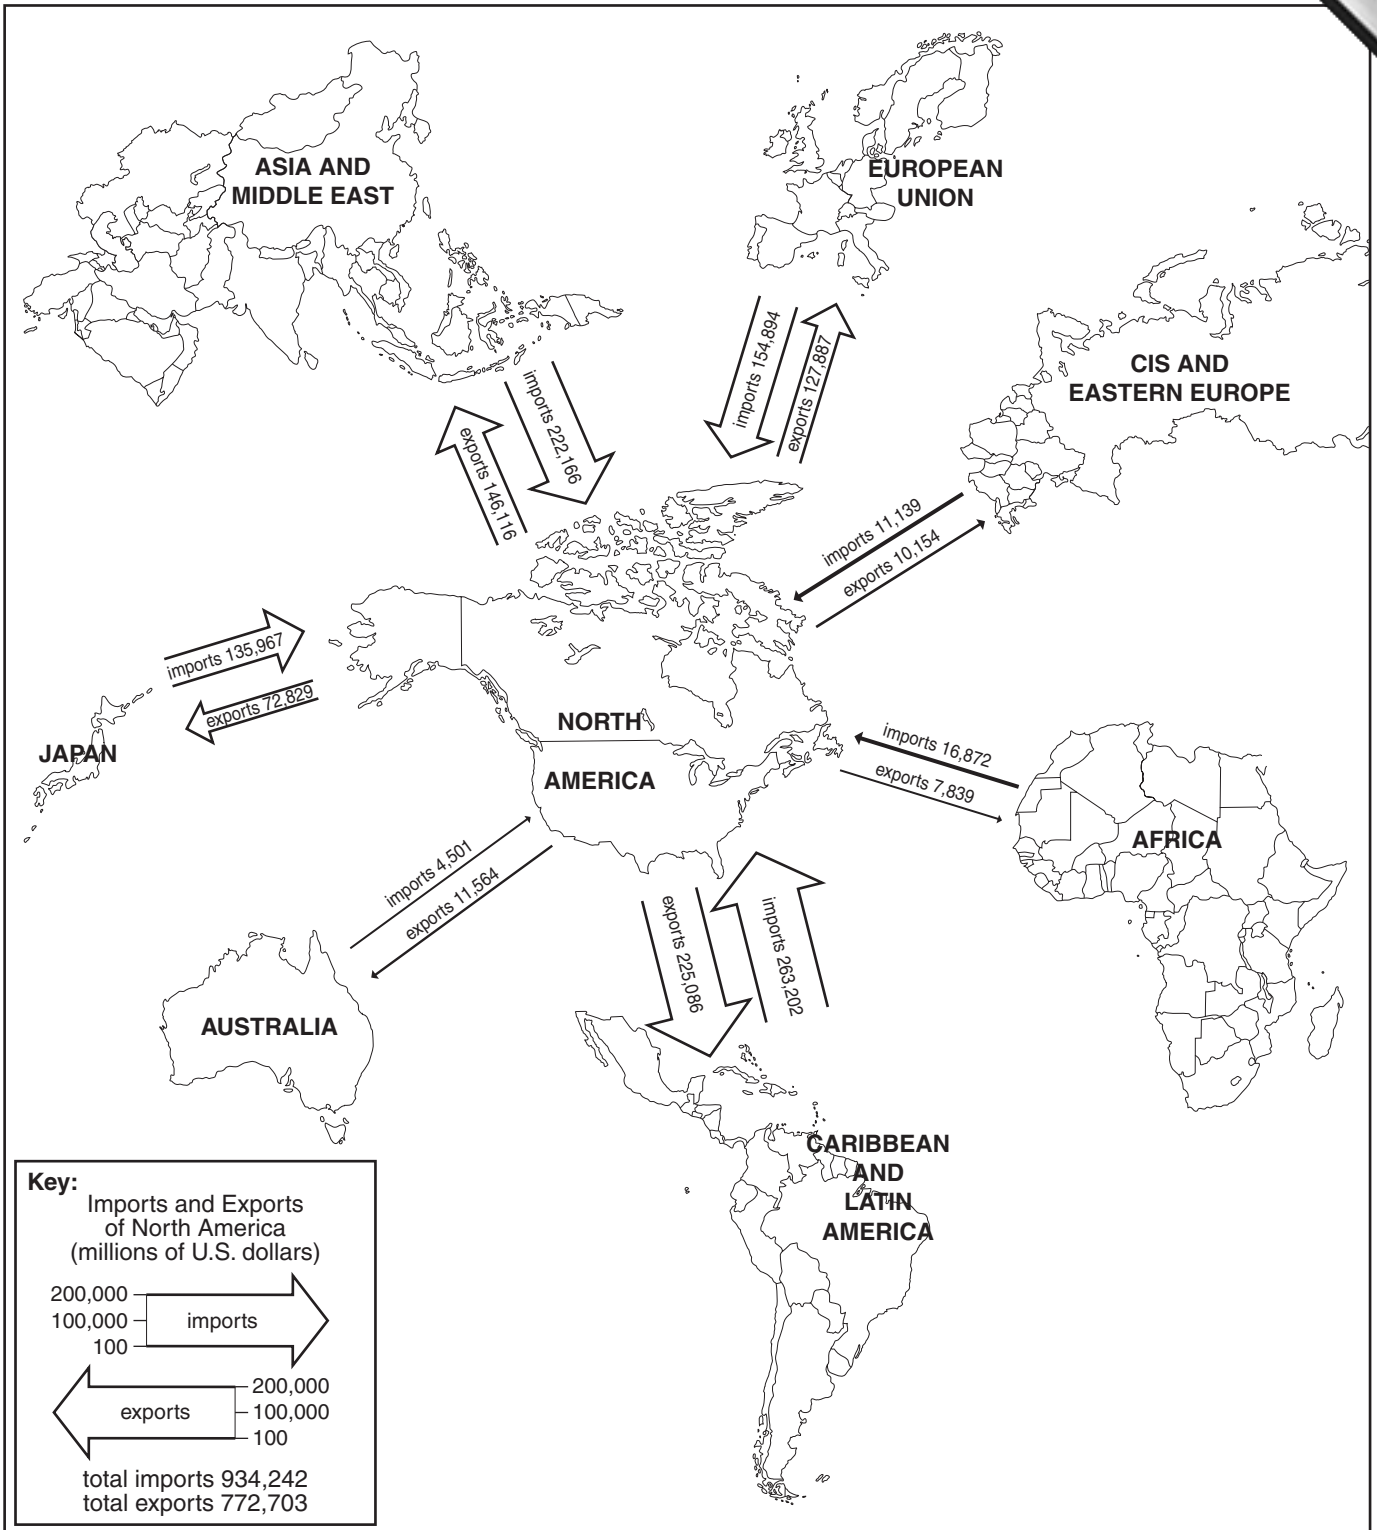 ASIA AND
MIDDLE EAST
EUROPEAN
UNION
CIS AND
EASTERN EUROPE
imports 154,894
exports 127,887
imports 222,166
exports 146,116
imports 11,139
exports 10,154
imports 135,967
exports 72,829
JAPAN
NORTH
AMERICA
imports 16,872
exports 7,839
AFRICA
imports 4,501
exports 11,564
exports 225,086
imports 263,202
AUSTRALIA
CARIBBEAN
AND
LATIN
AMERICA
Key:
Imports and Exports
of North America
(millions of U.S. dollars)
200,000
100,000
100
imports
200,000
100,000
100
exports
total imports 934,242
total exports 772,703